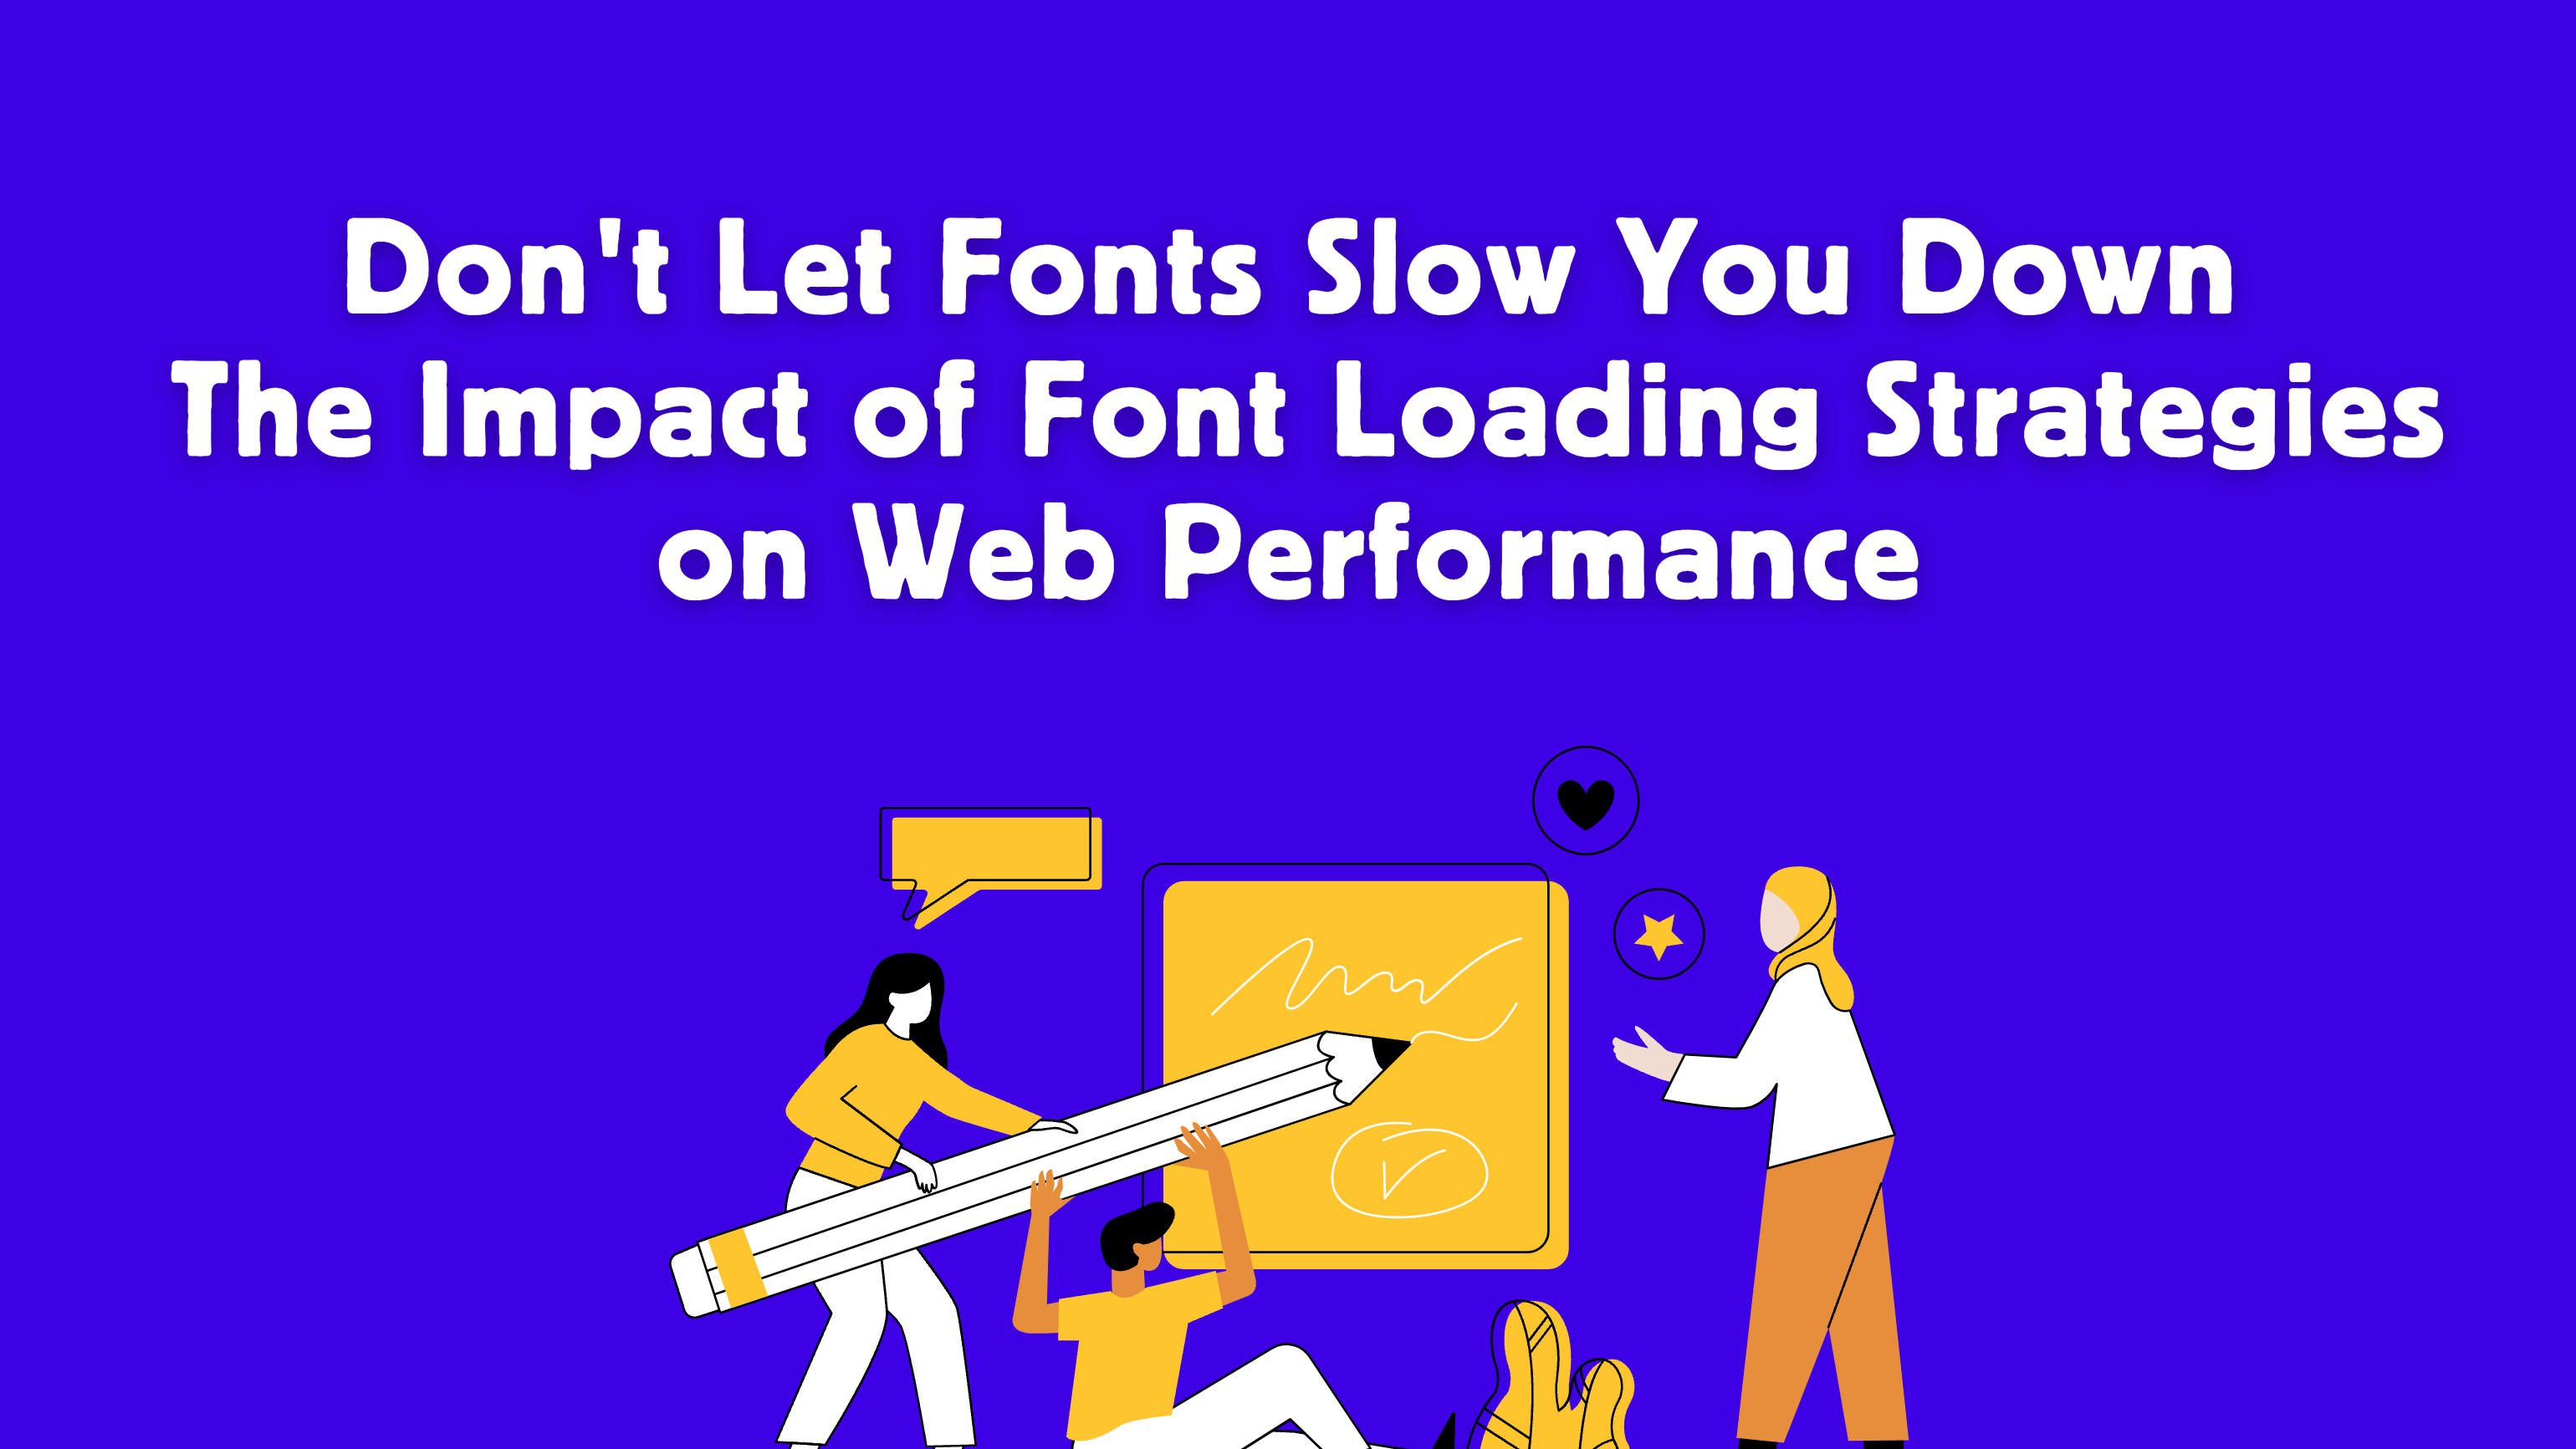 Don't Let Fonts Slow You Down
The Impact of Font Loading Strategies
on Web Performance